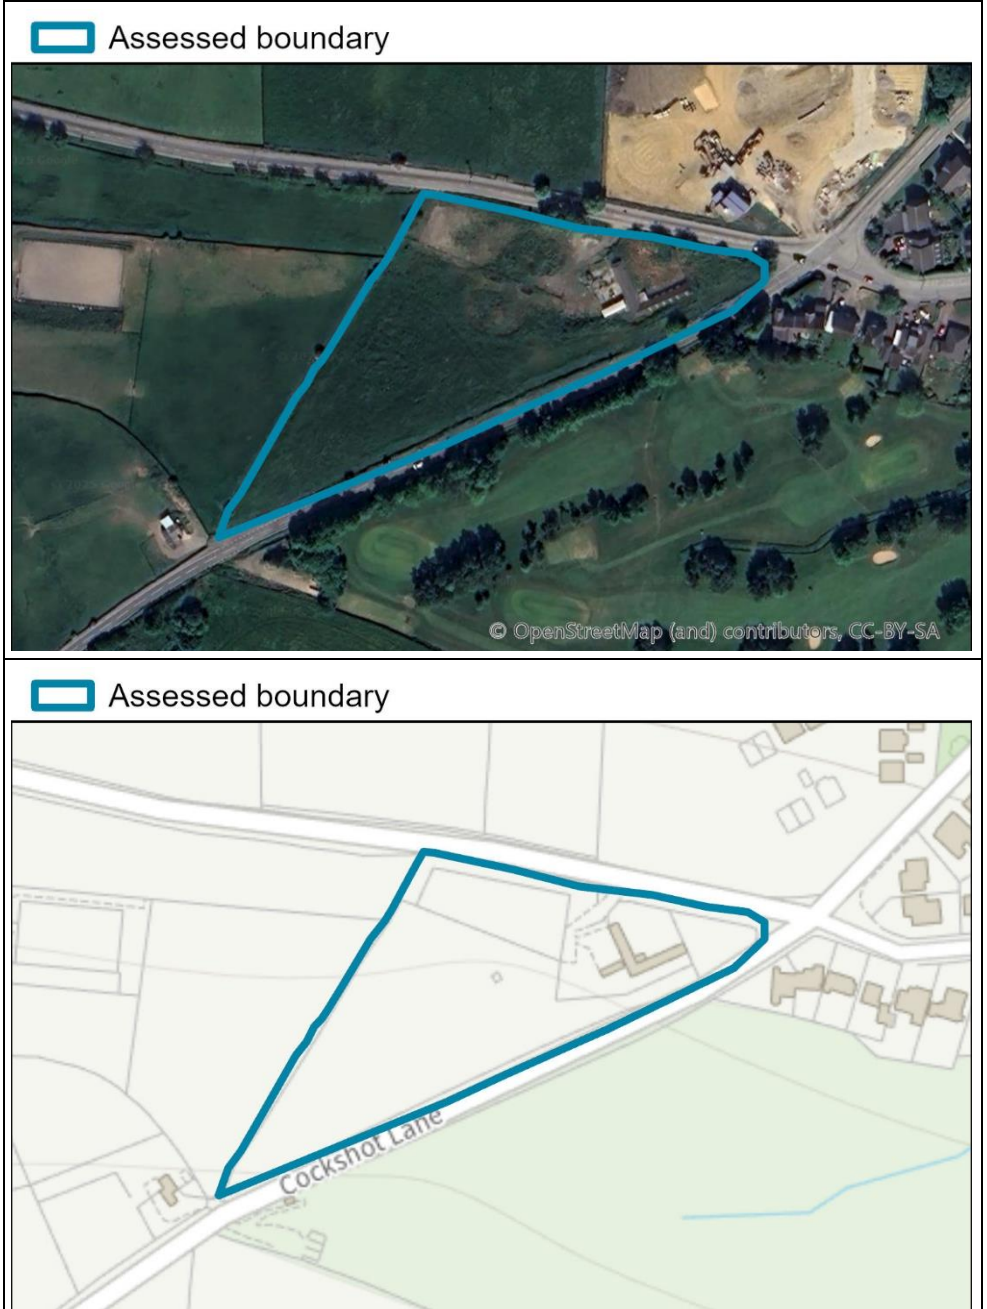 Assessed boundary
© OpenStreetMap (and) contributors, CC-BY-SA
Assessed boundary
Cockshot Lane